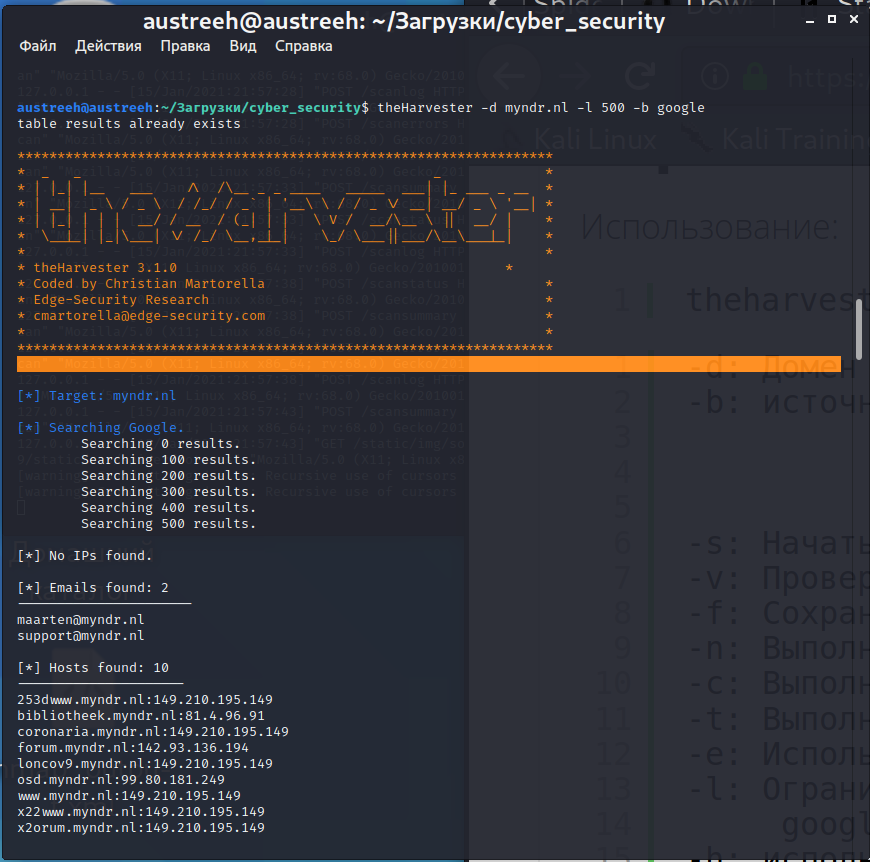 austreeh@austreeh: ~/Загрузки/cyber_security
Файл Действия Правка Вид Справка
austreeh@austreeh:~/Загрузки/cyber_security$ theHarvester -d myndr.nl -l 500 -b google
table results already exists
*******************************************************************
* theHarvester 3.1.0 *
* Coded by Christian Martorella *
* Edge-Security Research *
* cmartorella@edge-security.com *
* *
*******************************************************************
[*] Target: myndr.nl
[*] Searching Google.
Searching 0 results.
Searching 100 results.
Searching 200 results.
Searching 300 results.
Searching 400 results.
Searching 500 results.
[*] No IPs found.
[*] Emails found: 2
maarten@myndr.nl
support@myndr.nl
[*] Hosts found: 10
253dwww.myndr.nl:149.210.195.149
bibliotheek.myndr.nl:81.4.96.91
coronaria.myndr.nl:149.210.195.149
forum.myndr.nl:142.93.136.194
loncov9.myndr.nl:149.210.195.149
osd.myndr.nl:99.80.181.249
www.myndr.nl:149.210.195.149
x22www.myndr.nl:149.210.195.149
x2orum.myndr.nl:149.210.195.149
https:
Kali Linux Kali Trainin
Использование:
1 theharvest
1 -d: Домен
2 -b: источн
3
4
5
6 -s: Начать
7 -v: Провер
8 -f: Сохран
9 -n: Выполн
10 -c: Выполн
11 -t: Выполн
12 -e: Исполь
13 -l: Ограни
14 googl
15 -h: исполь